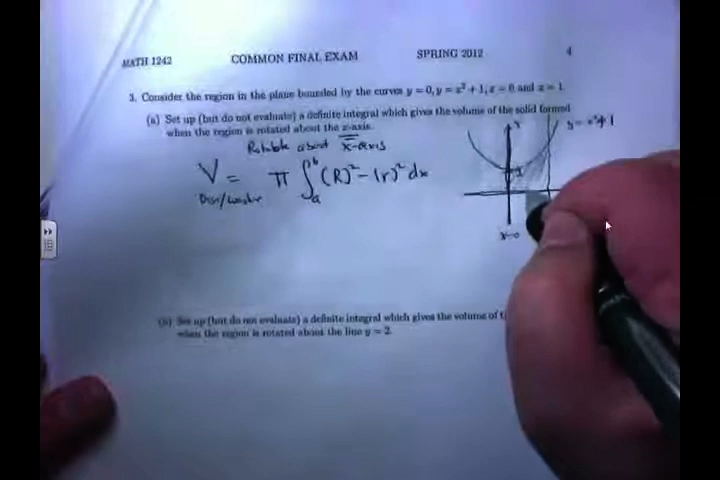 MATH 1242 COMMON FINAL EXAM SPRING 2012 4
3. Consider the region in the plane bounded by the curves y = 0, y = x² + 1, x = 0 and x = 1.
(a) Set up (but do not evaluate) a definite integral which gives the volume of the solid formed
when the region is rotated about the x-axis.
Rotate about x-axis
V = π ∫ₐᵇ (R)² - (r)² dx
Disk/washer
y = x²+1
y
1
x=0
(b) Set up (but do not evaluate) a definite integral which gives the volume of
when the region is rotated about the line y = 2.